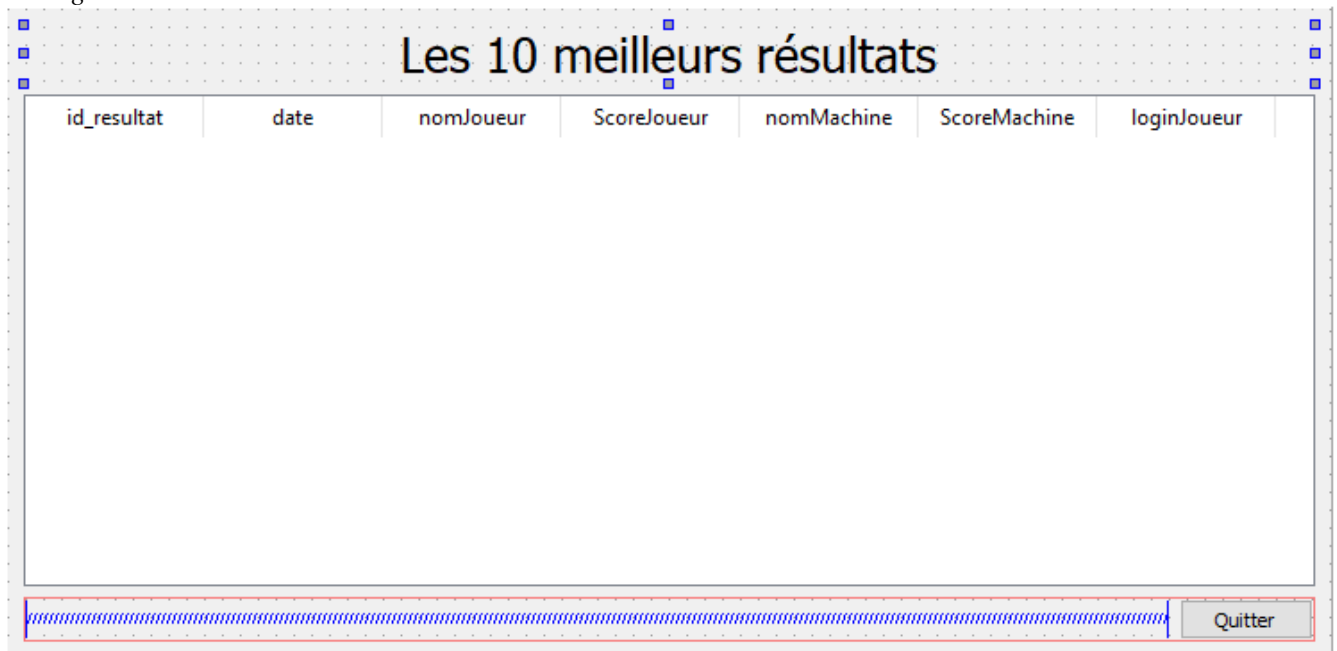 Les 10 meilleurs résultats
id_resultat date nomJoueur ScoreJoueur nomMachine ScoreMachine loginJoueur
Quitter